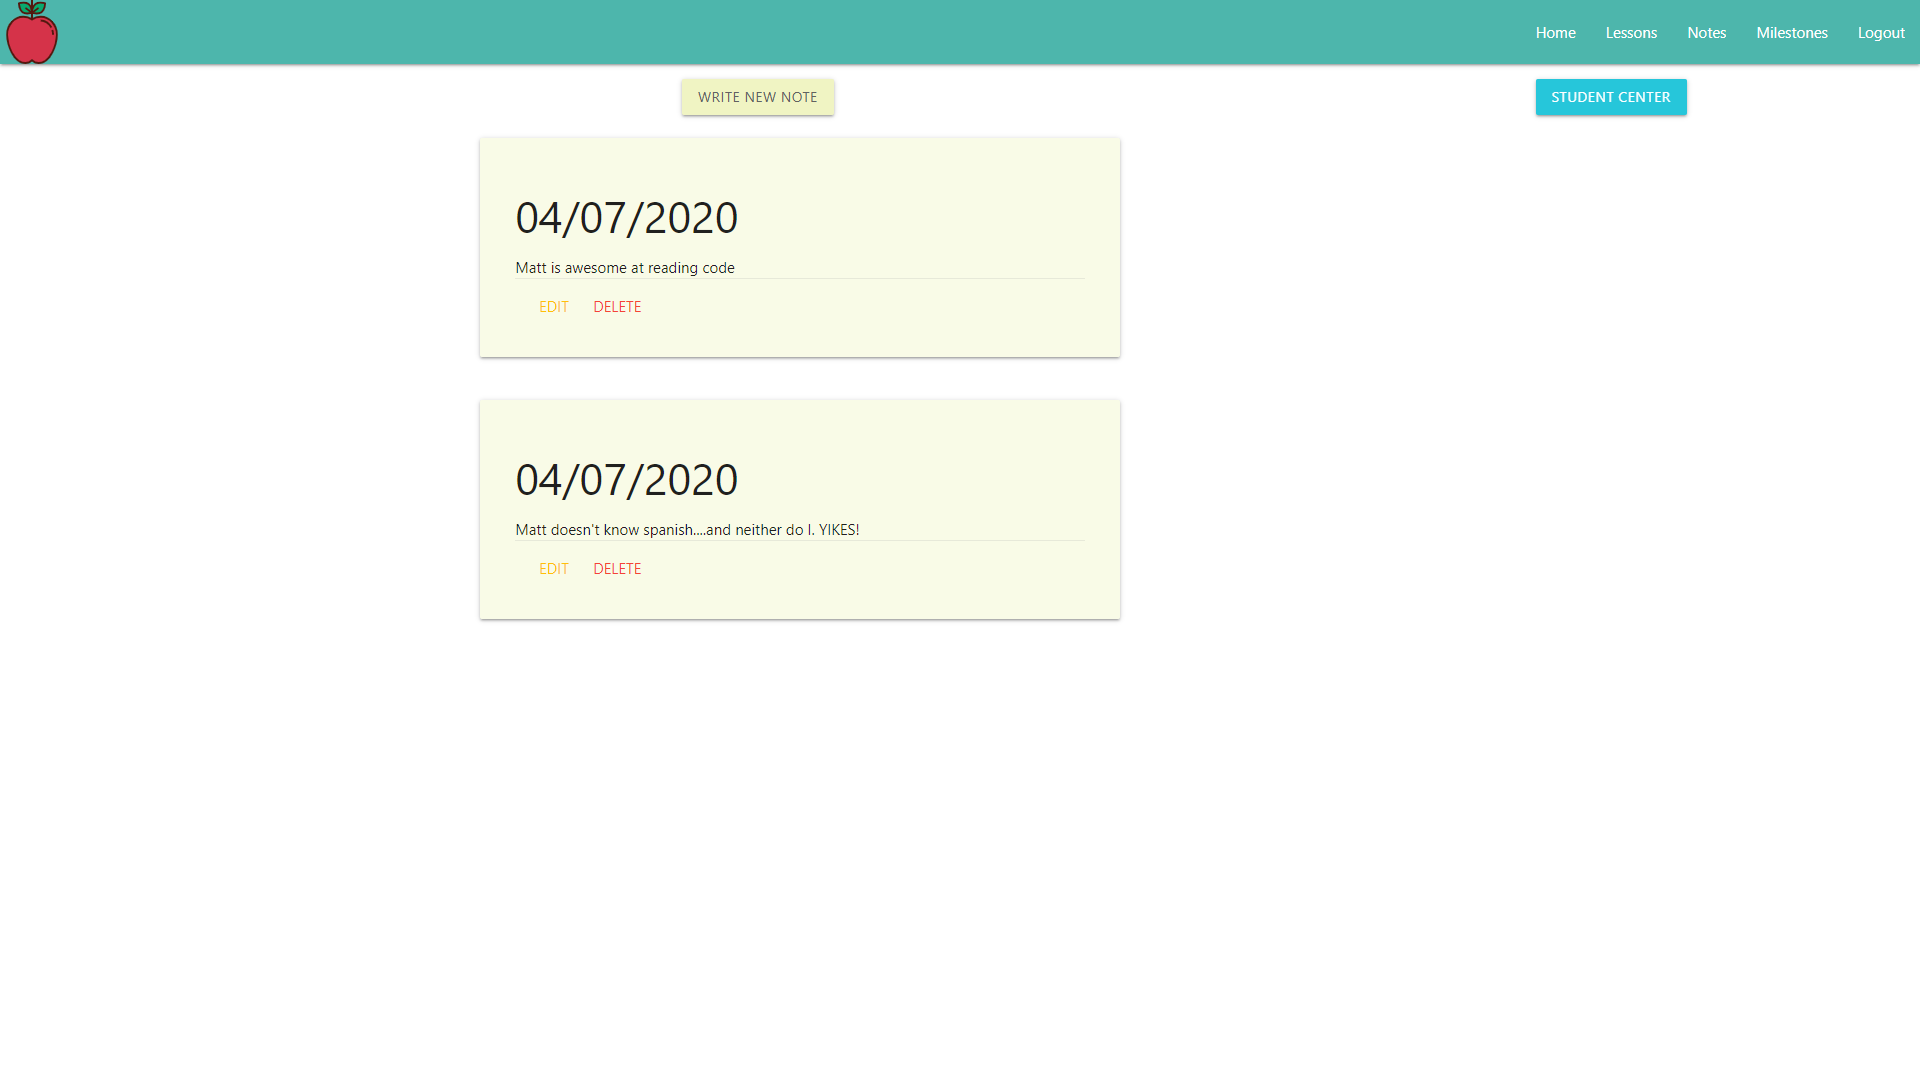 Home Lessons Notes Milestones Logout
WRITE NEW NOTE
STUDENT CENTER
04/07/2020
Matt is awesome at reading code
EDIT DELETE
04/07/2020
Matt doesn't know spanish....and neither do I. YIKES!
EDIT DELETE